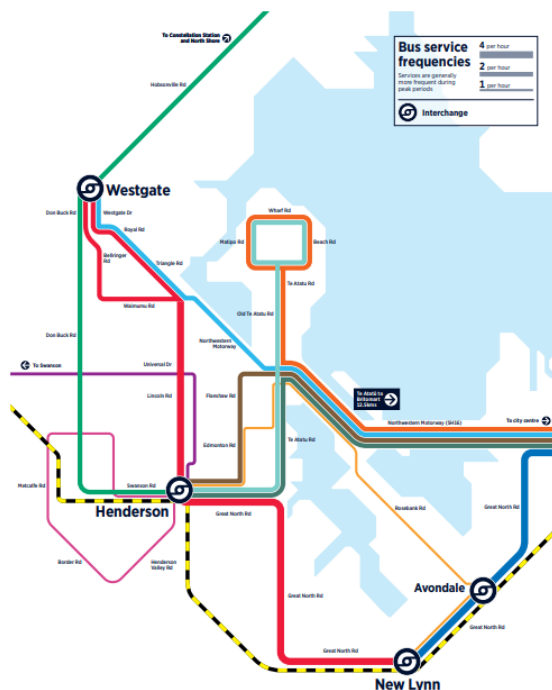 To Constellation Station
and North Shore
Bus service
frequencies
Services are generally
more frequent during
peak periods
4 per hour
2 per hour
1 per hour
Interchange
Hobsonville Rd
Westgate
Don Buck Rd
Westgate Dr
Royal Rd
Wharf Rd
Matipo Rd
Beach Rd
Bellringer
Rd
Triangle Rd
Te Atatu Rd
Waimumu Rd
Old Te Atatu Rd
Don Buck Rd
Northwestern
Motorway
To Swanson
Universal Dr
Lincoln Rd
Flanshaw Rd
Te Atatū to
Britomart
12.5kms
Northwestern Motorway (SH16)
To city centre
Edmonton Rd
Te Atatu Rd
Metcalfe Rd
Swanson Rd
Henderson
Great North Rd
Rosebank Rd
Great North Rd
Border Rd
Henderson
Valley Rd
Avondale
Great North Rd
Great North Rd
Great North Rd
New Lynn